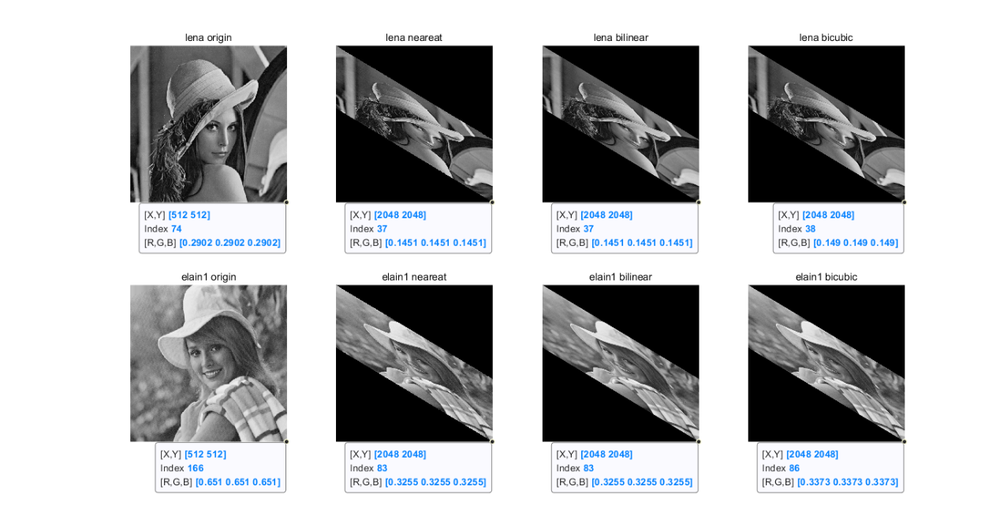 lena origin
lena neareat
lena bilinear
lena bicubic
[X,Y] [512 512]
Index 74
[R,G,B] [0.2902 0.2902 0.2902]
[X,Y] [2048 2048]
Index 37
[R,G,B] [0.1451 0.1451 0.1451]
[X,Y] [2048 2048]
Index 37
[R,G,B] [0.1451 0.1451 0.1451]
[X,Y] [2048 2048]
Index 38
[R,G,B] [0.149 0.149 0.149]
elain1 origin
elain1 neareat
elain1 bilinear
elain1 bicubic
[X,Y] [512 512]
Index 166
[R,G,B] [0.651 0.651 0.651]
[X,Y] [2048 2048]
Index 83
[R,G,B] [0.3255 0.3255 0.3255]
[X,Y] [2048 2048]
Index 83
[R,G,B] [0.3255 0.3255 0.3255]
[X,Y] [2048 2048]
Index 86
[R,G,B] [0.3373 0.3373 0.3373]